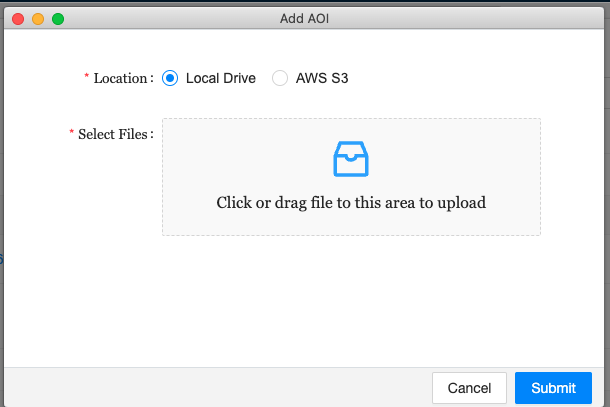 Add AOI
* Location:
Local Drive
AWS S3
* Select Files:
Click or drag file to this area to upload
Cancel
Submit